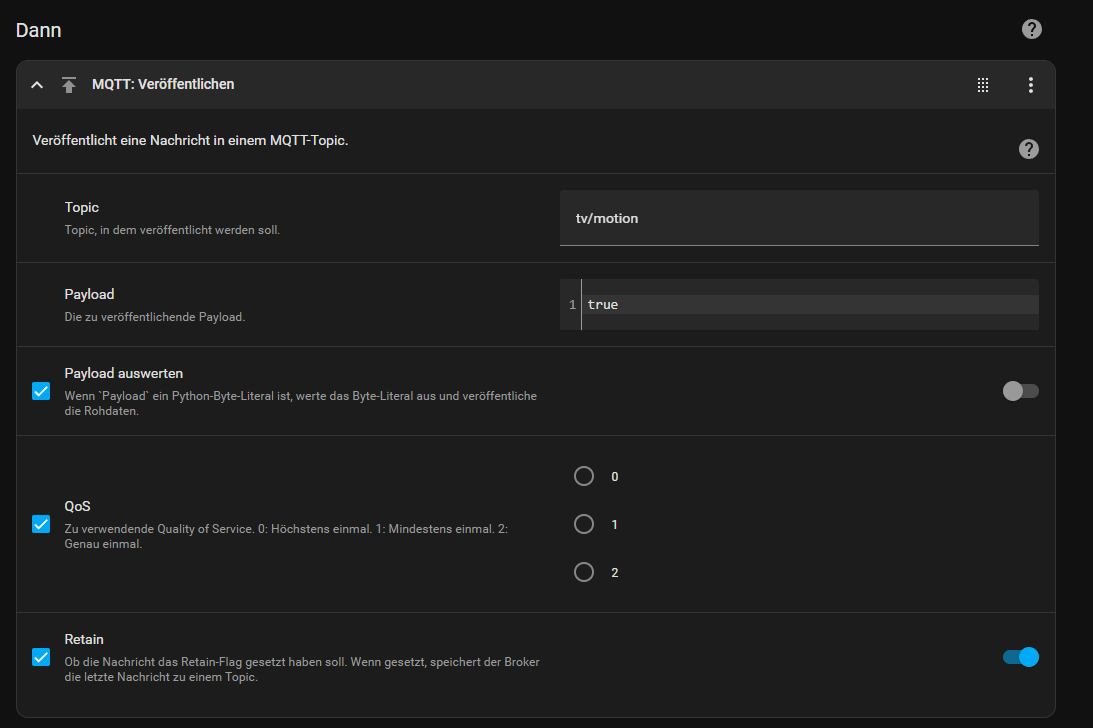 Dann
MQTT: Veröffentlichen
Veröffentlicht eine Nachricht in einem MQTT-Topic.
Topic
Topic, in dem veröffentlicht werden soll.
tv/motion
Payload
Die zu veröffentlichende Payload.
1 true
Payload auswerten
Wenn `Payload` ein Python-Byte-Literal ist, werte das Byte-Literal aus und veröffentliche
die Rohdaten.
QoS
Zu verwendende Quality of Service. 0: Höchstens einmal. 1: Mindestens einmal. 2:
Genau einmal.
0
1
2
Retain
Ob die Nachricht das Retain-Flag gesetzt haben soll. Wenn gesetzt, speichert der Broker
die letzte Nachricht zu einem Topic.